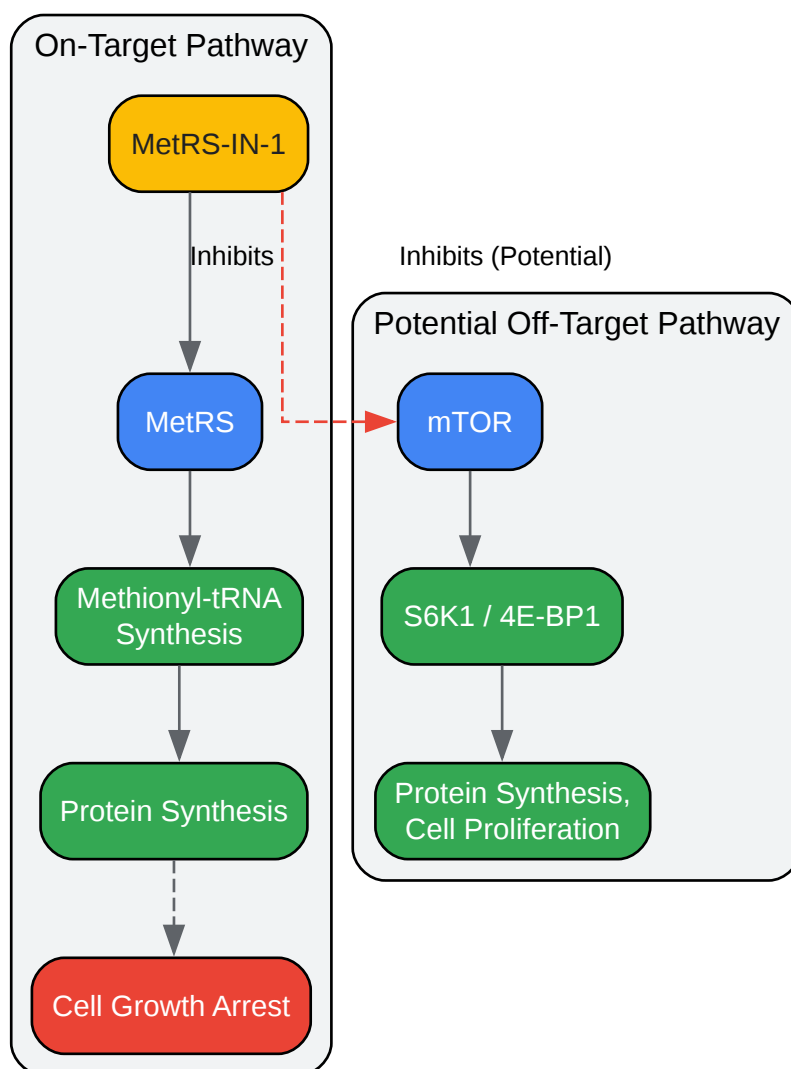 On-Target Pathway
MetRS-IN-1
Inhibits
Inhibits (Potential)
Potential Off-Target Pathway
MetRS
mTOR
Methionyl-tRNA
Synthesis
S6K1 / 4E-BP1
Protein Synthesis
Protein Synthesis,
Cell Proliferation
Cell Growth Arrest